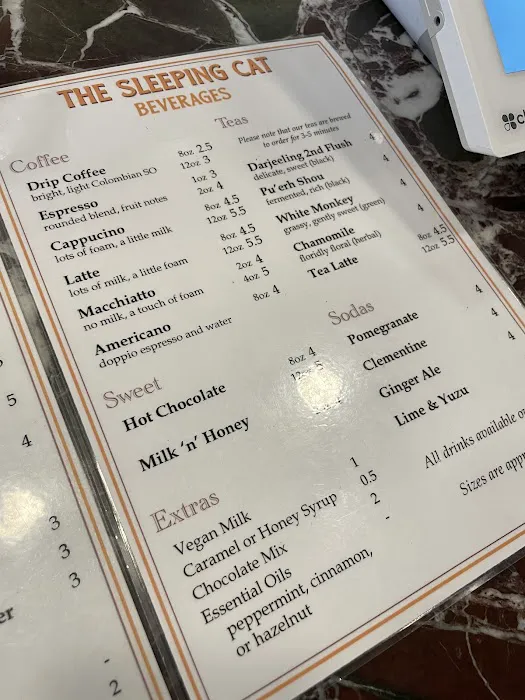 THE SLEEPING CAT
BEVERAGES
Coffee
Drip Coffee 8oz 2.5
bright, light Colombian SO 12oz 3
Espresso 1oz 3
rounded blend, fruit notes 2oz 4
Cappucino 8oz 4.5
lots of foam, a little milk 12oz 5.5
Latte 8oz 4.5
lots of milk, a little foam 12oz 5.5
Macchiatto 2oz 4
no milk, a touch of foam 4oz 5
Americano 8oz 4
doppio espresso and water
Sweet
Hot Chocolate 8oz 4
Milk 'n' Honey
Extras
Vegan Milk 1
Caramel or Honey Syrup 0.5
Chocolate Mix 2
Essential Oils -
peppermint, cinnamon,
or hazelnut
Teas
Please note that our teas are brewed
to order for 3-5 minutes
Darjeeling 2nd Flush 4
delicate, sweet (black)
Pu'erh Shou 4
fermented, rich (black)
White Monkey 4
grassy, gently sweet (green)
Chamomile 4
floridly floral (herbal)
Tea Latte 8oz 4.5
12oz 5.5
Sodas
Pomegranate 4
Clementine 4
Ginger Ale 4
Lime & Yuzu
All drinks available
Sizes are
5
4
3
3
3
-
2